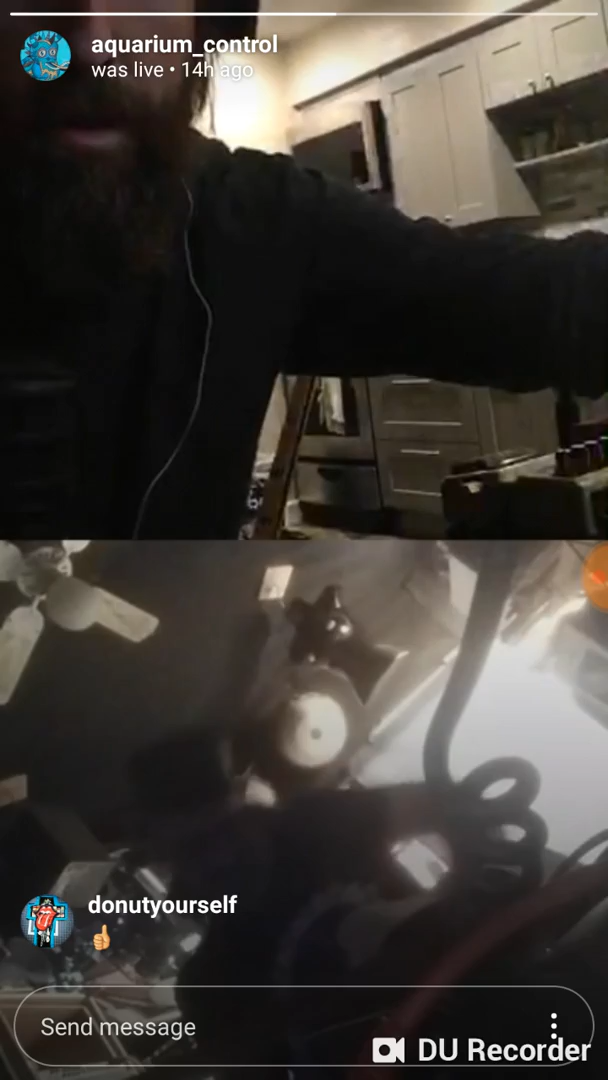 aquarium_control
was live • 14h ago
donutyourself
👍
Send message
DU Recorder